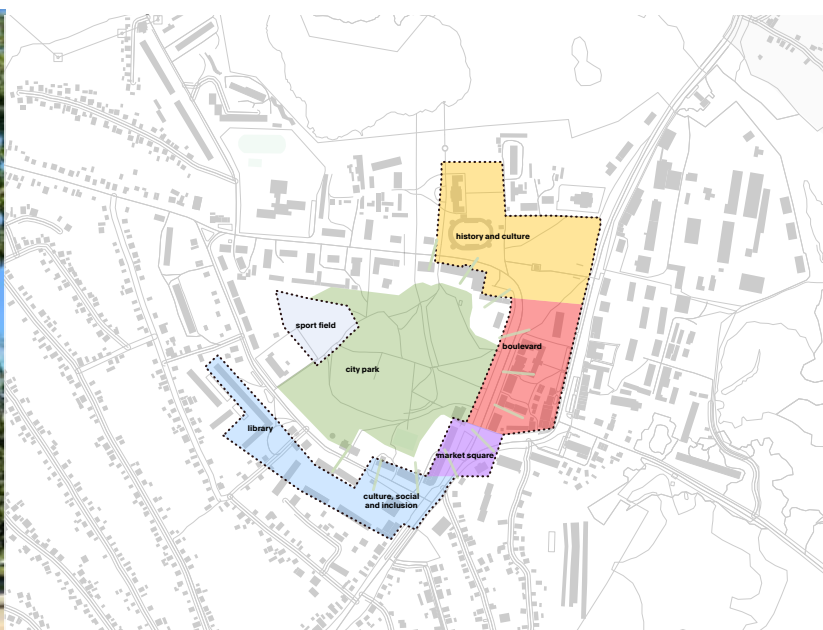 history and culture
sport field
boulevard
city park
library
market square
culture, social
and inclusion